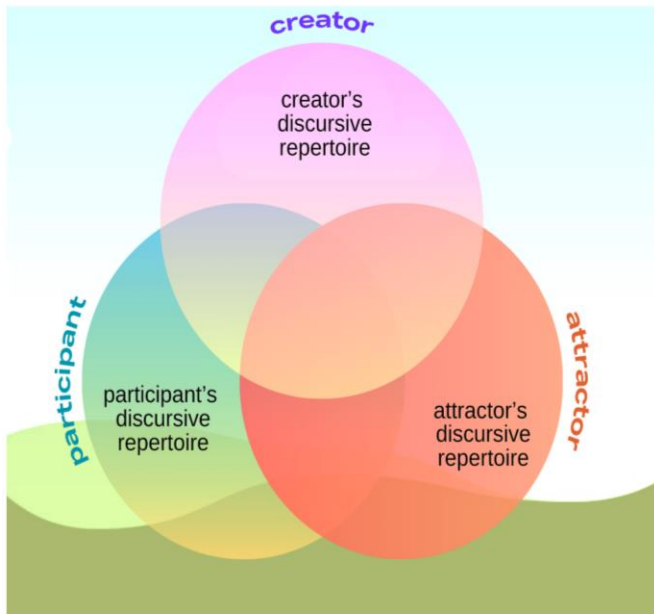 creator
creator's
discursive
repertoire
participant
participant's
discursive
repertoire
attractor's
discursive
repertoire
attractor